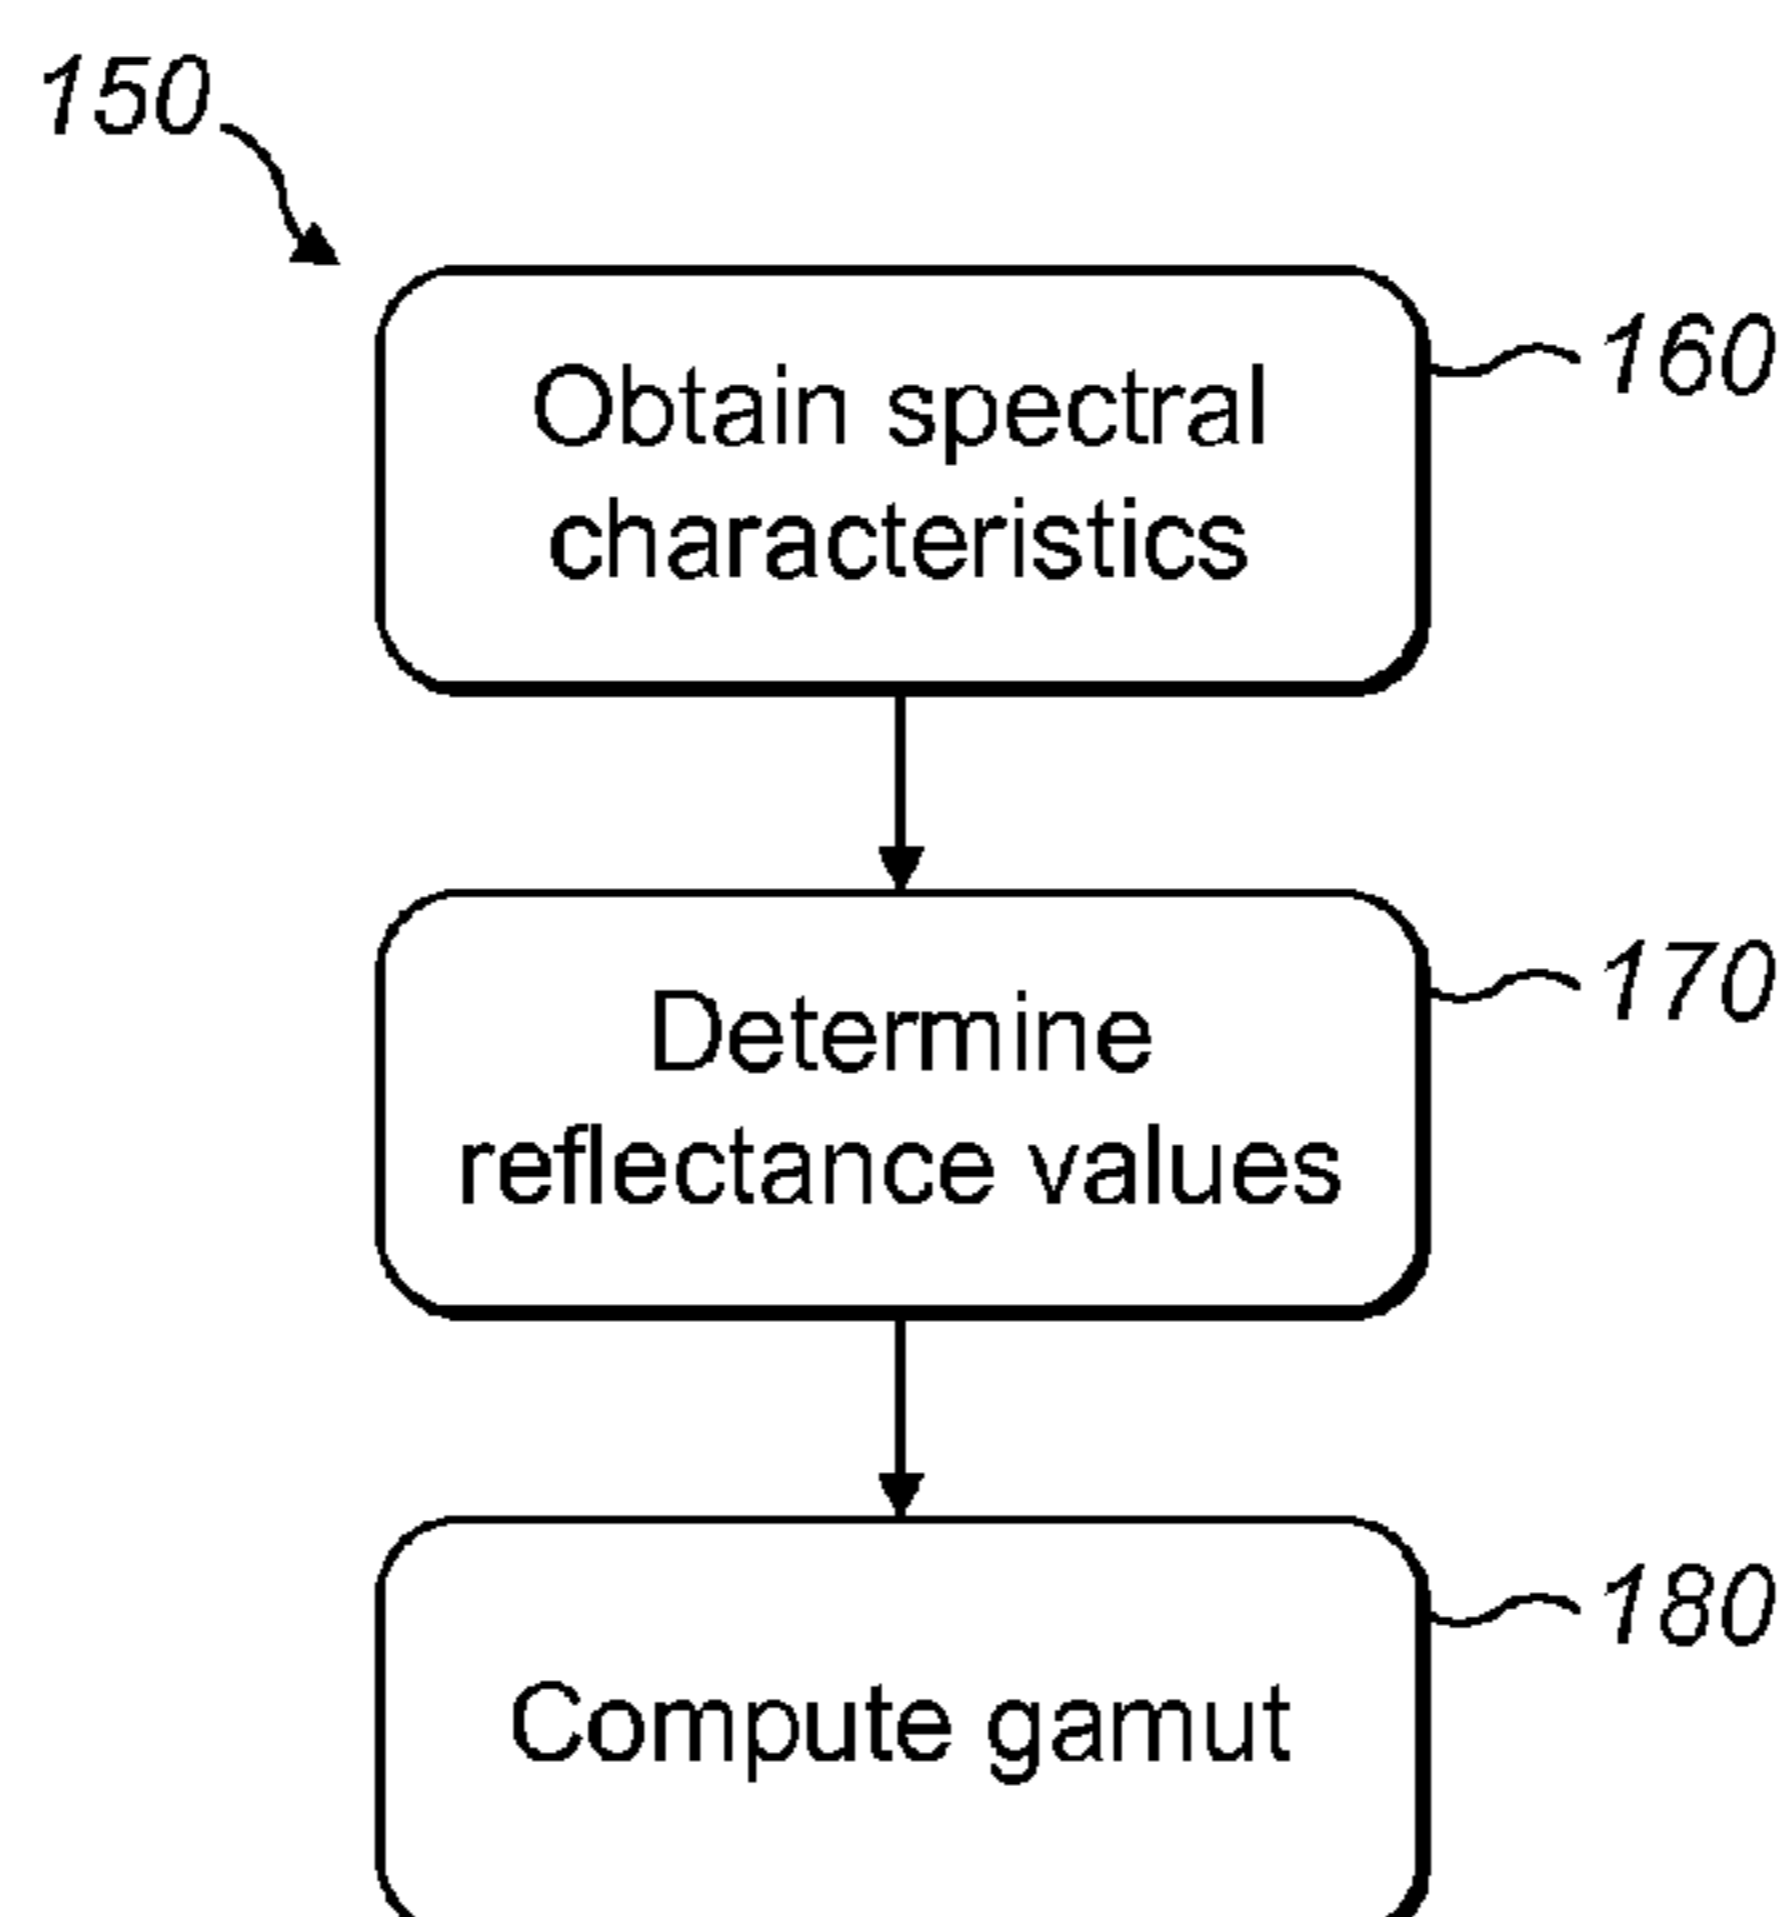 150
Obtain spectral
characteristics
160
Determine
reflectance values
170
Compute gamut
180